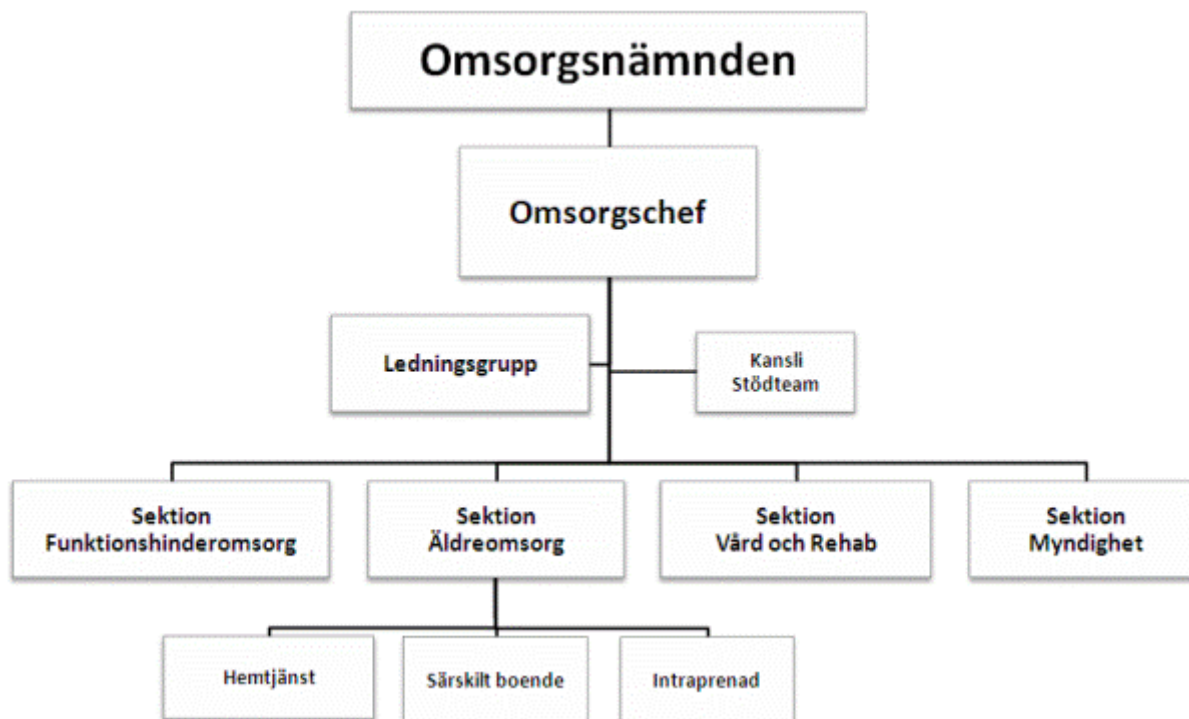 Omsorgsnämnden
Omsorgschef
Ledningsgrupp
Kansli
Stödteam
Sektion
Funktionshinderomsorg
Sektion
Äldreomsorg
Sektion
Vård och Rehab
Sektion
Myndighet
Hemtjänst
Särskilt boende
Intraprenad